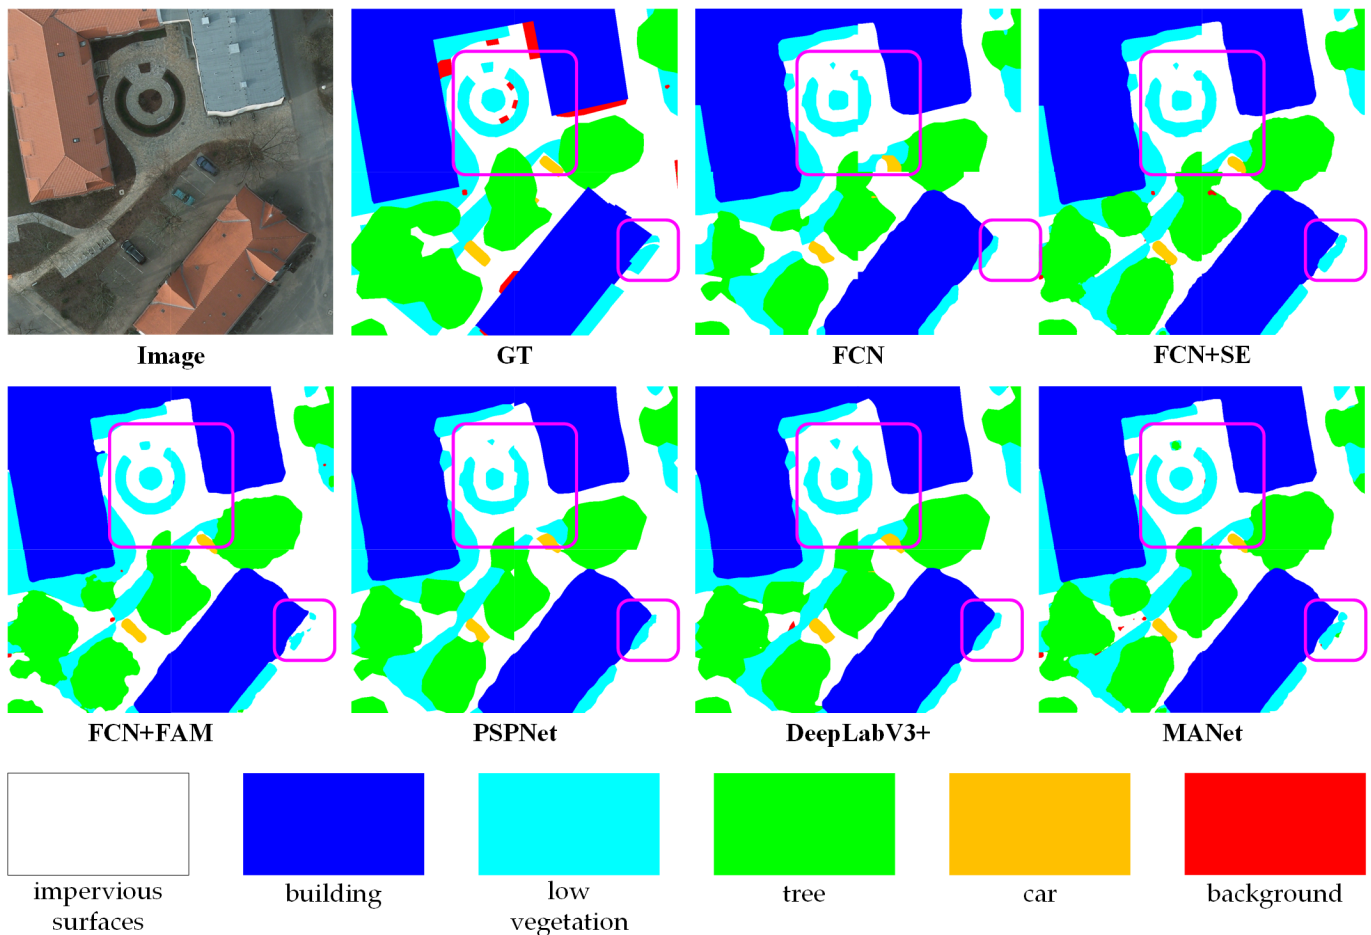 Image
GT
FCN
FCN+SE
FCN+FAM
PSPNet
DeepLabV3+
MANet
impervious
surfaces
building
low
vegetation
tree
car
background